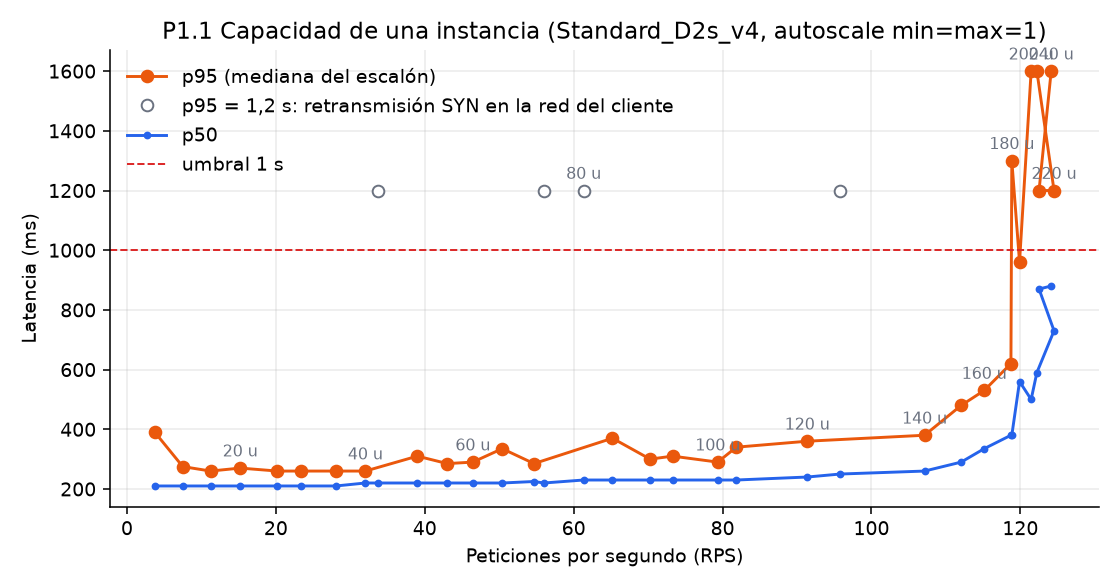 P1.1 Capacidad de una instancia (Standard_D2s_v4, autoscale min=max=1)
p95 (mediana del escalón)
p95 = 1,2 s: retransmisión SYN en la red del cliente
p50
umbral 1 s
Latencia (ms)
1600
1400
1200
1000
800
600
400
200
20 u
40 u
60 u
80 u
100 u
120 u
140 u
160 u
180 u
200 u
220 u
240 u
0
20
40
60
80
100
120
Peticiones por segundo (RPS)